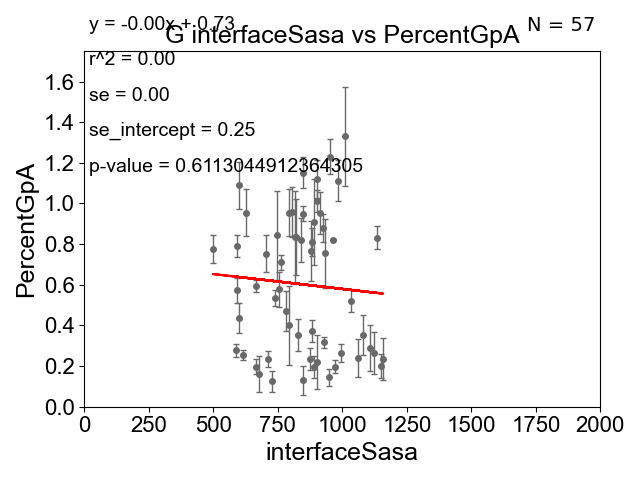 y = -0.00x + 0.73
N = 57
G interfaceSasa vs PercentGpA
r^2 = 0.00
se = 0.00
se_intercept = 0.25
p-value = 0.6113044912364305
PercentGpA
1.6
1.4
1.2
1.0
0.8
0.6
0.4
0.2
0.0
0 250 500 750 1000 1250 1500 1750 2000
interfaceSasa